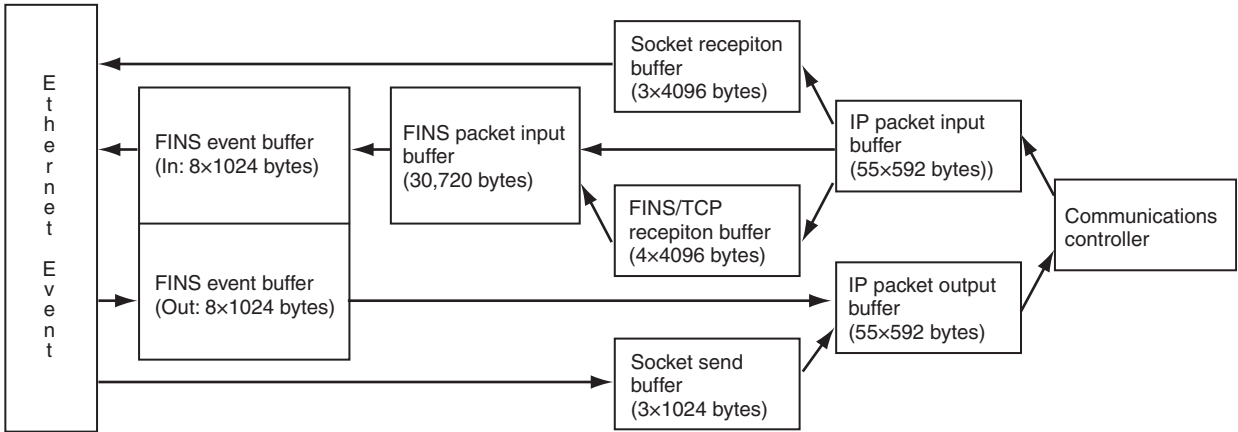 Ethernet Event
Socket recepiton
buffer
(3×4096 bytes)
FINS event buffer
(In: 8×1024 bytes)
FINS packet input
buffer
(30,720 bytes)
IP packet input
buffer
(55×592 bytes))
FINS/TCP
recepiton buffer
(4×4096 bytes)
Communications
controller
FINS event buffer
(Out: 8×1024 bytes)
IP packet output
buffer
(55×592 bytes)
Socket send
buffer
(3×1024 bytes)